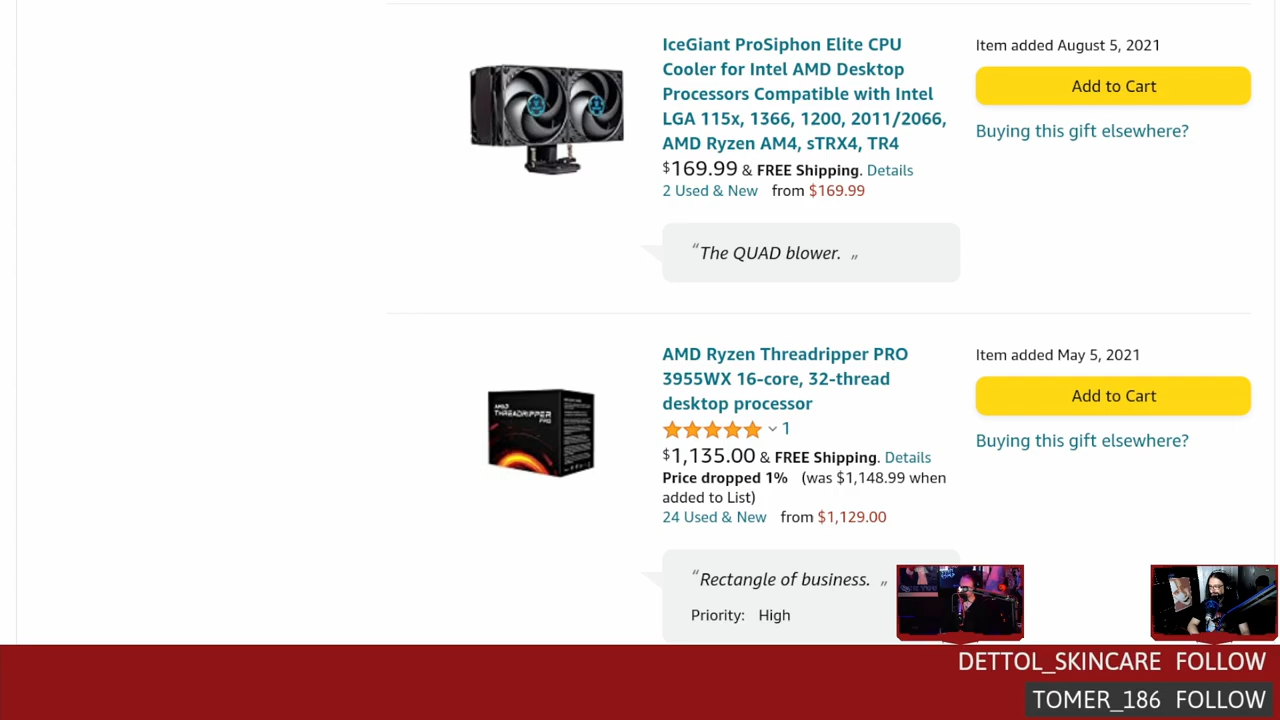 IceGiant ProSiphon Elite CPU
Cooler for Intel AMD Desktop
Processors Compatible with Intel
LGA 115x, 1366, 1200, 2011/2066,
AMD Ryzen AM4, sTRX4, TR4
$169.99 & FREE Shipping. Details
2 Used & New from $169.99
"The QUAD blower. „
Item added August 5, 2021
Add to Cart
Buying this gift elsewhere?
AMD Ryzen Threadripper PRO
3955WX 16-core, 32-thread
desktop processor
1
$1,135.00 & FREE Shipping. Details
Price dropped 1% (was $1,148.99 when
added to List)
24 Used & New from $1,129.00
"Rectangle of business. „
Priority: High
Item added May 5, 2021
Add to Cart
Buying this gift elsewhere?
AMD
THREADRIPPER
PRO
DETTOL_SKINCARE FOLLOW
TOMER_186 FOLLOW